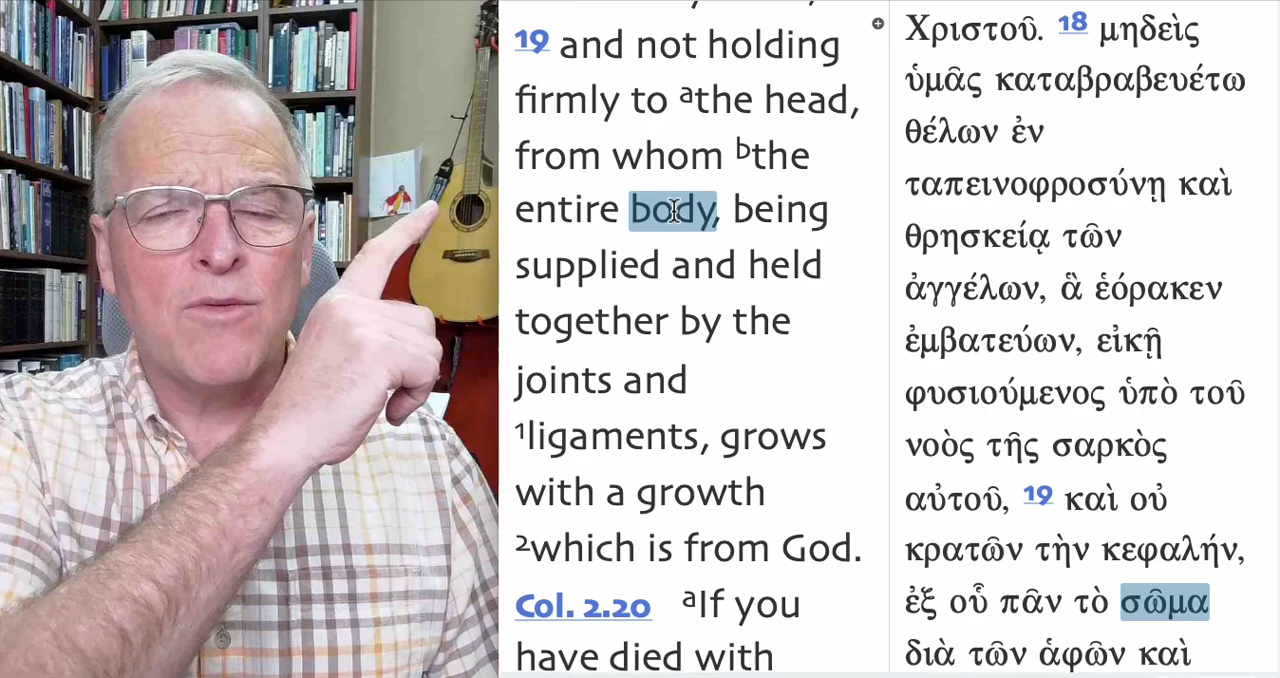 19 and not holding
firmly to ᵃthe head,
from whom ᵇthe
entire body, being
supplied and held
together by the
joints and
¹ligaments, grows
with a growth
²which is from God.
Col. 2.20 ᵃIf you
have died with
Χριστοῦ. 18 μηδεὶς
ὑμᾶς καταβραβευέτω
θέλων ἐν
ταπεινοφροσύνῃ καὶ
θρησκείᾳ τῶν
ἀγγέλων, ἃ ἑόρακεν
ἐμβατεύων, εἰκῇ
φυσιούμενος ὑπὸ τοῦ
νοὸς τῆς σαρκὸς
αὐτοῦ, 19 καὶ οὐ
κρατῶν τὴν κεφαλήν,
ἐξ οὗ πᾶν τὸ σῶμα
διὰ τῶν ἁφῶν καὶ